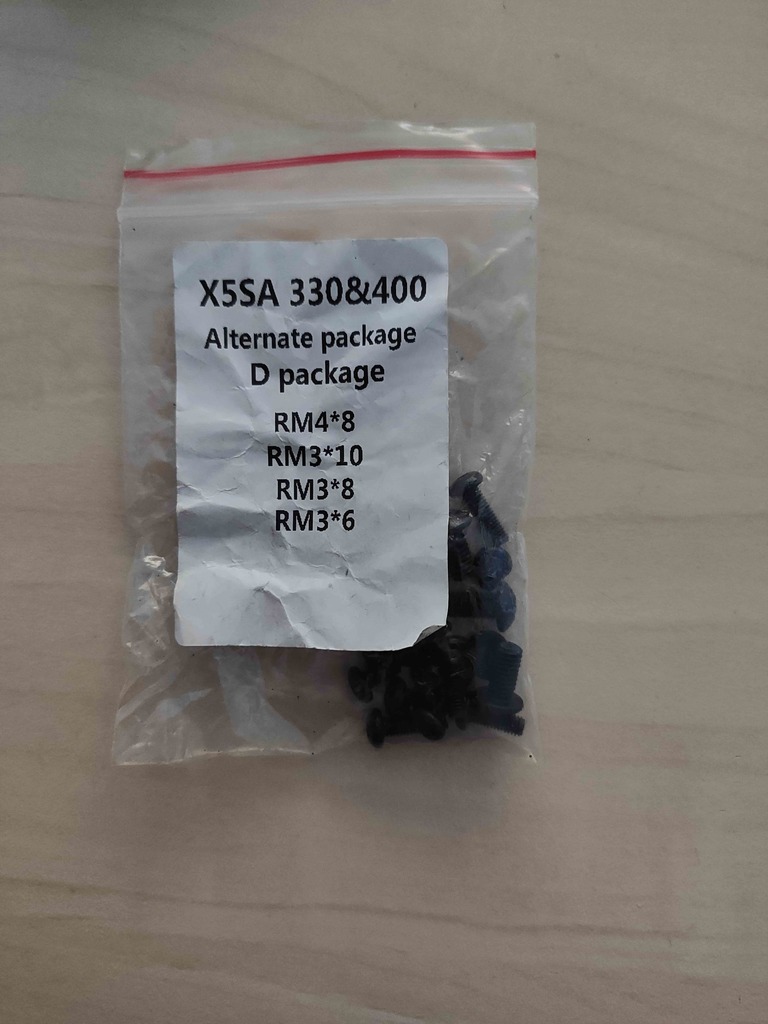 X5SA 330&400
Alternate package
D package
RM4*8
RM3*10
RM3*8
RM3*6